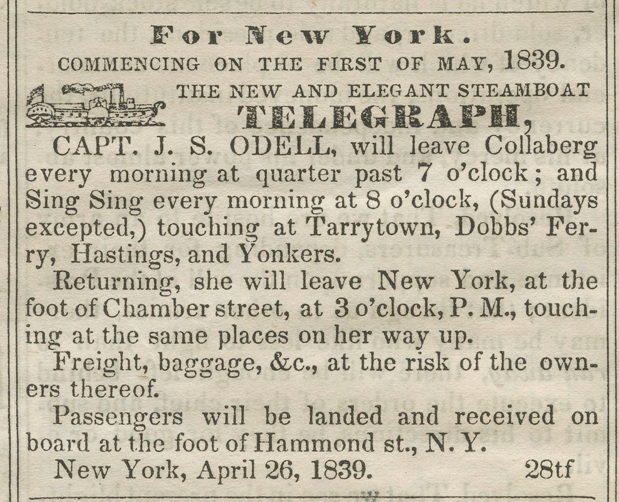 For New York.
COMMENCING ON THE FIRST OF MAY, 1839.
THE NEW AND ELEGANT STEAMBOAT
TELEGRAPH,
CAPT. J. S. ODELL, will leave Collaberg
every morning at quarter past 7 o'clock; and
Sing Sing every morning at 8 o'clock, (Sundays
excepted,) touching at Tarrytown, Dobbs' Fer-
ry, Hastings, and Yonkers.
Returning, she will leave New York, at the
foot of Chamber street, at 3 o'clock, P. M., touch-
ing at the same places on her way up.
Freight, baggage, &c., at the risk of the own-
ers thereof.
Passengers will be landed and received on
board at the foot of Hammond st., N. Y.
New York, April 26, 1839. 28tf